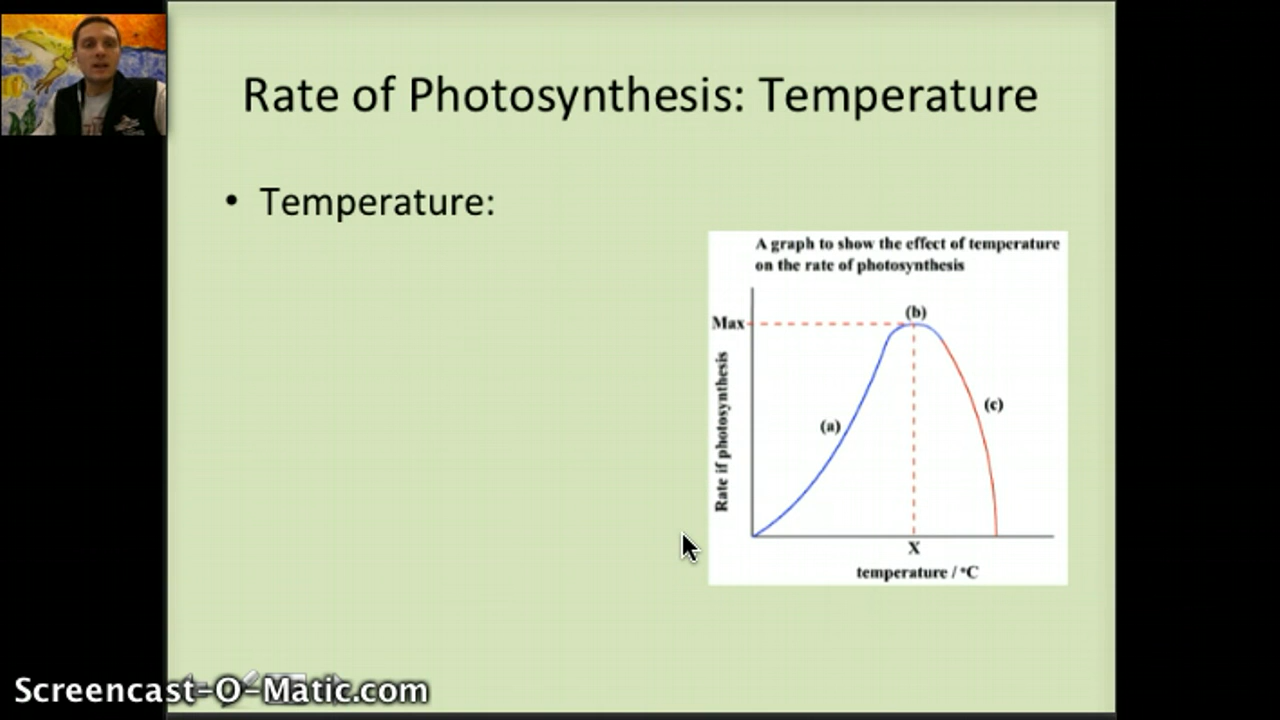 Rate of Photosynthesis: Temperature
• Temperature:
A graph to show the effect of temperature
on the rate of photosynthesis
(b)
Max
(c)
(a)
Rate if photosynthesis
X
temperature / °C
Screencast-O-Matic.com